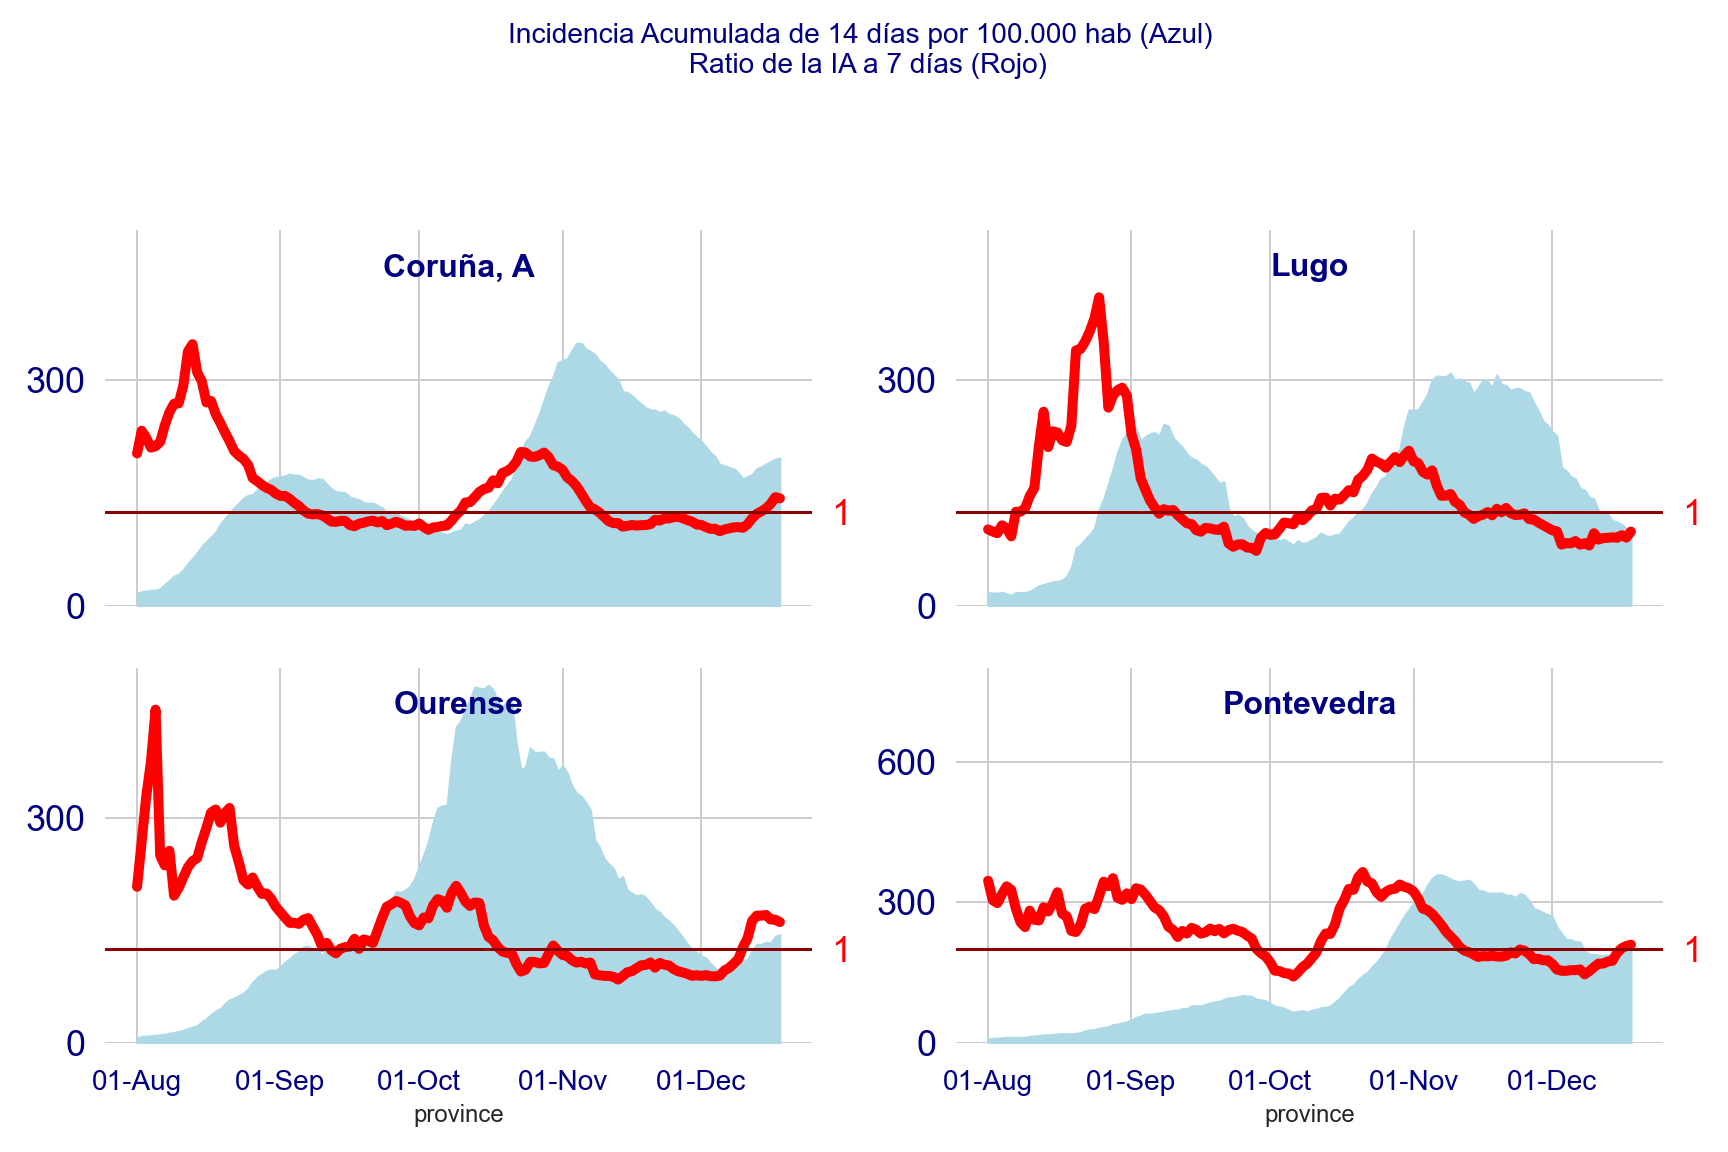 Incidencia Acumulada de 14 días por 100.000 hab (Azul)
Ratio de la IA a 7 días (Rojo)
Coruña, A
300
0
1
Lugo
300
0
1
Ourense
300
0
1
01-Aug 01-Sep 01-Oct 01-Nov 01-Dec
province
Pontevedra
600
300
0
1
01-Aug 01-Sep 01-Oct 01-Nov 01-Dec
province